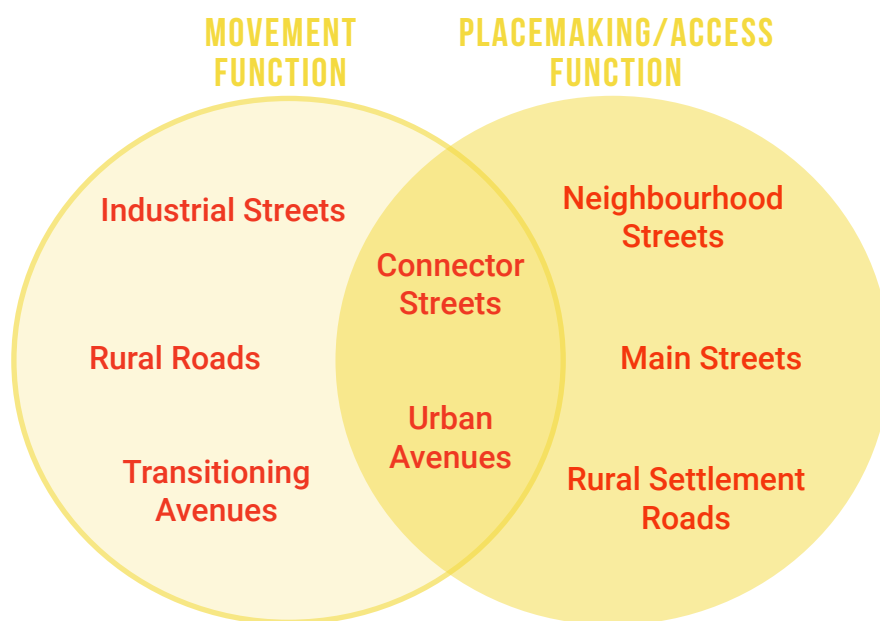 MOVEMENT
FUNCTION
PLACEMAKING/ACCESS
FUNCTION
Industrial Streets
Rural Roads
Transitioning
Avenues
Connector
Streets
Urban
Avenues
Neighbourhood
Streets
Main Streets
Rural Settlement
Roads